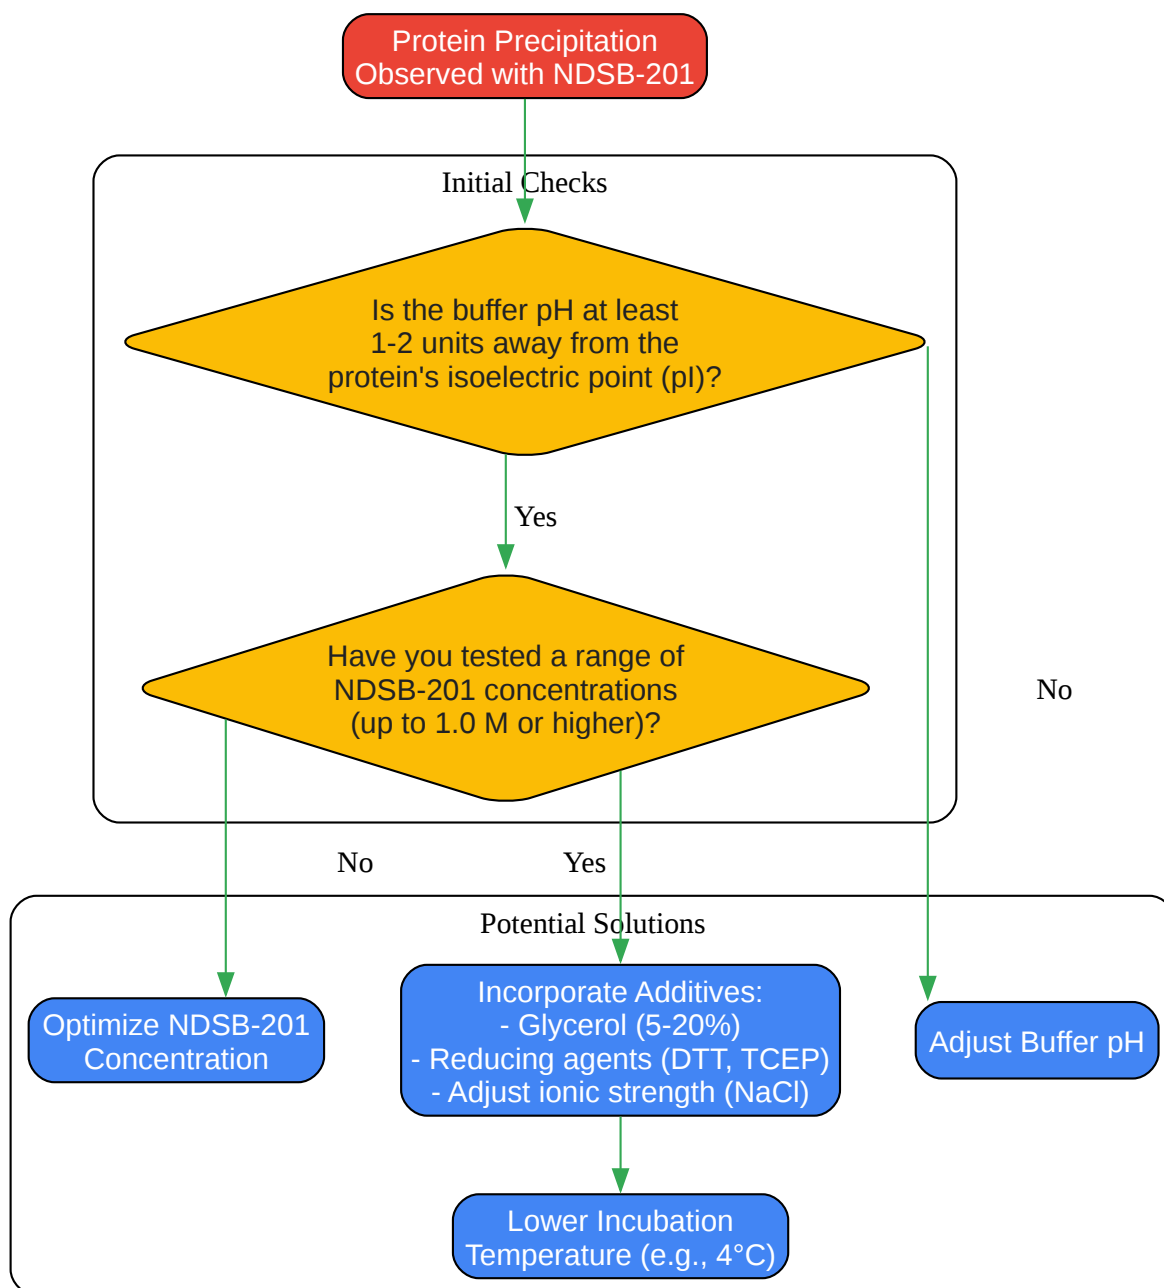 Protein Precipitation
Observed with NDSB-201
Initial Checks
Is the buffer pH at least
1-2 units away from the
protein's isoelectric point (pI)?
Yes
Have you tested a range of
NDSB-201 concentrations
(up to 1.0 M or higher)?
No
No
Yes
Potential Solutions
Optimize NDSB-201
Concentration
Incorporate Additives:
- Glycerol (5-20%)
- Reducing agents (DTT, TCEP)
- Adjust ionic strength (NaCl)
Adjust Buffer pH
Lower Incubation
Temperature (e.g., 4°C)